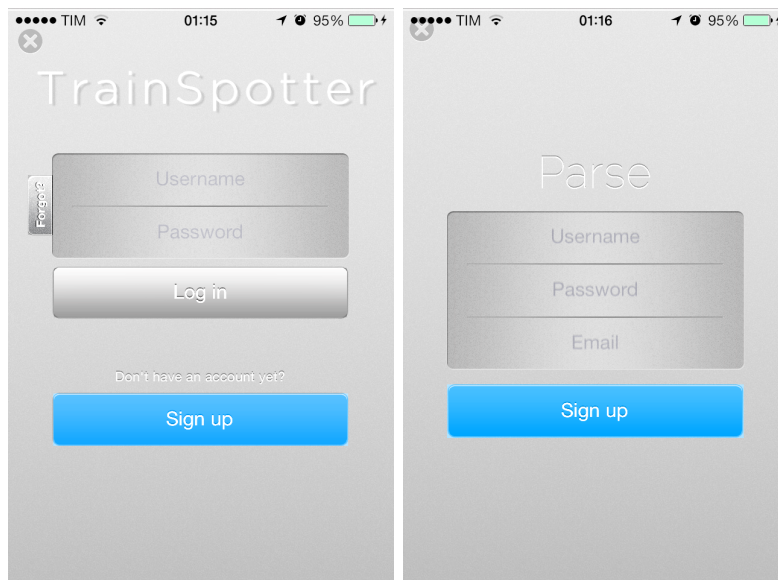 TIM 01:15 95%
TrainSpotter
Username
Forgot?
Password
Log in
Don't have an account yet?
Sign up
TIM 01:16 95%
Parse
Username
Password
Email
Sign up